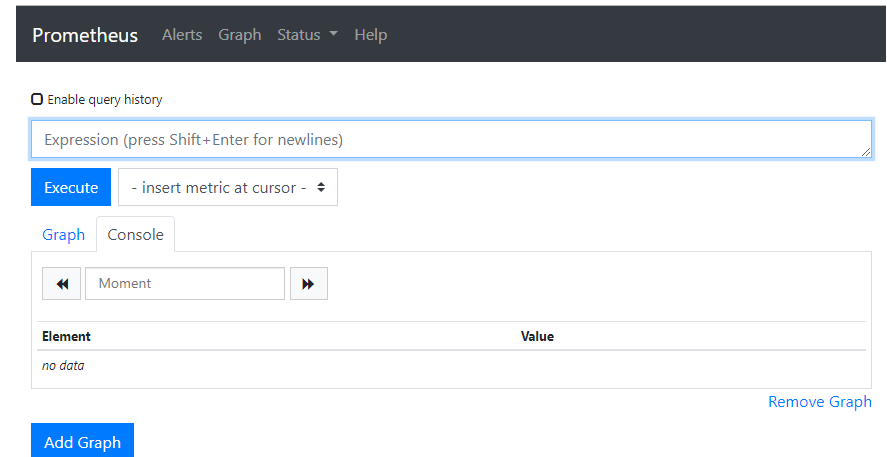 Prometheus Alerts Graph Status Help
Enable query history
Expression (press Shift+Enter for newlines)
Execute - insert metric at cursor -
Graph Console
Moment
Element Value
no data
Remove Graph
Add Graph